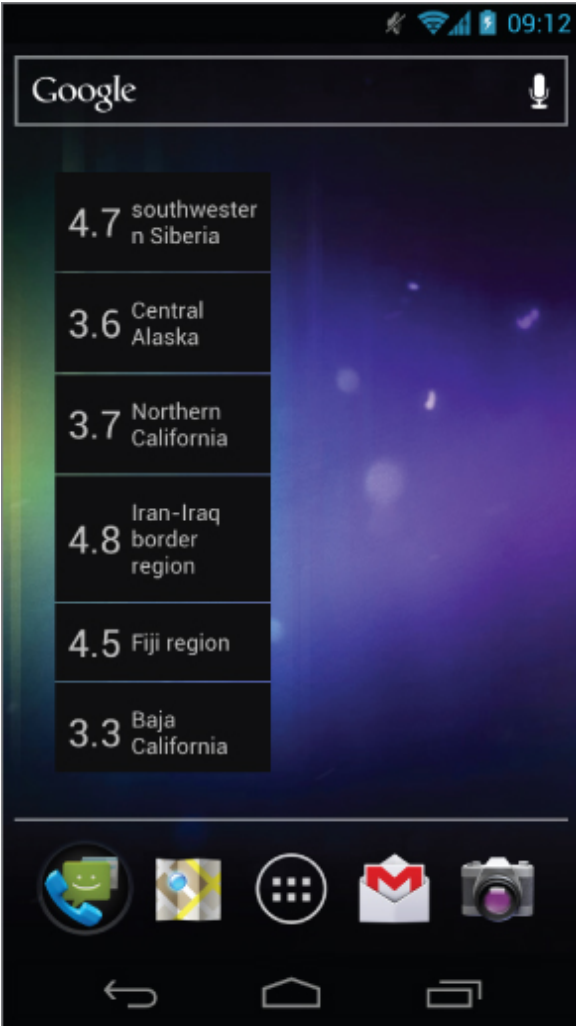 09:12
Google
4.7 southwester
n Siberia
3.6 Central
Alaska
3.7 Northern
California
4.8 Iran-Iraq
border
region
4.5 Fiji region
3.3 Baja
California